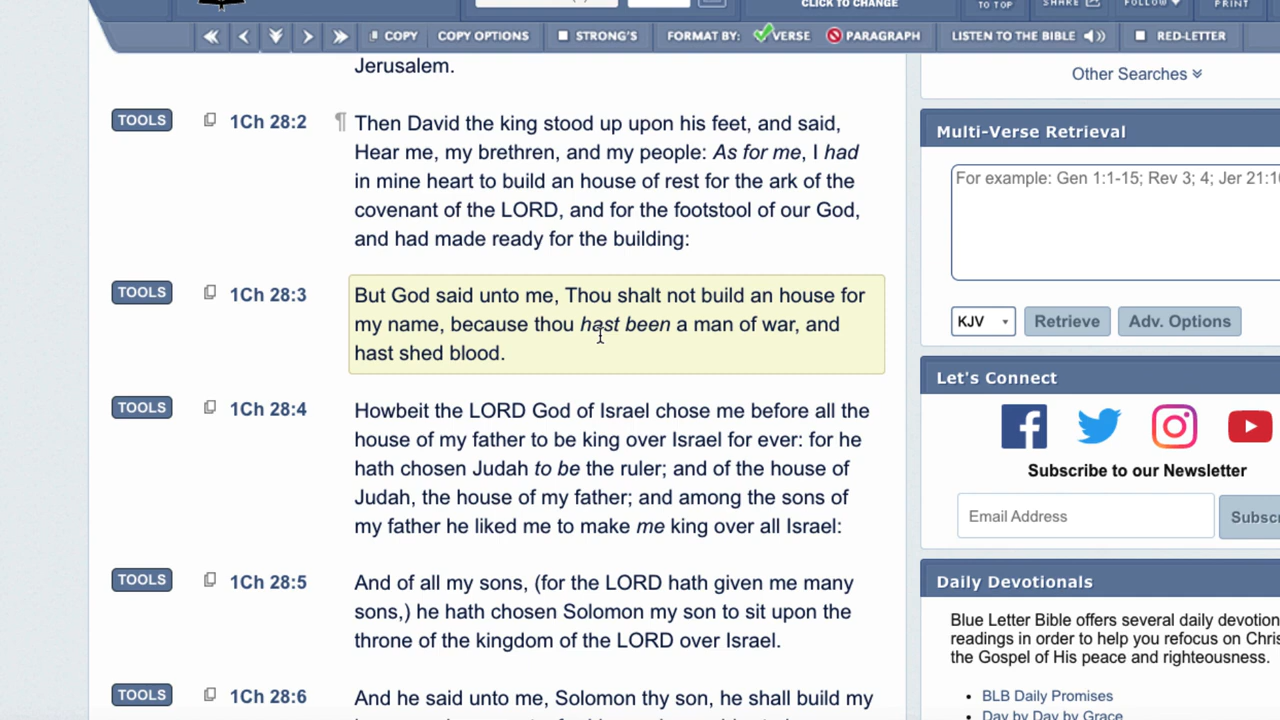 CLICK TO CHANGE
TO TOP
SHARE
FOLLOW
PRINT
COPY
COPY OPTIONS
STRONG'S
FORMAT BY:
VERSE
PARAGRAPH
LISTEN TO THE BIBLE
RED-LETTER
Jerusalem.
TOOLS
1Ch 28:2
¶ Then David the king stood up upon his feet, and said,
Hear me, my brethren, and my people: As for me, I had
in mine heart to build an house of rest for the ark of the
covenant of the LORD, and for the footstool of our God,
and had made ready for the building:
TOOLS
1Ch 28:3
But God said unto me, Thou shalt not build an house for
my name, because thou hast been a man of war, and
hast shed blood.
TOOLS
1Ch 28:4
Howbeit the LORD God of Israel chose me before all the
house of my father to be king over Israel for ever: for he
hath chosen Judah to be the ruler; and of the house of
Judah, the house of my father; and among the sons of
my father he liked me to make me king over all Israel:
TOOLS
1Ch 28:5
And of all my sons, (for the LORD hath given me many
sons,) he hath chosen Solomon my son to sit upon the
throne of the kingdom of the LORD over Israel.
TOOLS
1Ch 28:6
And he said unto me, Solomon thy son, he shall build my
Other Searches
Multi-Verse Retrieval
For example: Gen 1:1-15; Rev 3; 4; Jer 21:1
KJV
Retrieve
Adv. Options
Let's Connect
Subscribe to our Newsletter
Email Address
Subsc
Daily Devotionals
Blue Letter Bible offers several daily devotion
readings in order to help you refocus on Chris
the Gospel of His peace and righteousness.
• BLB Daily Promises
• Day by Day by Grace